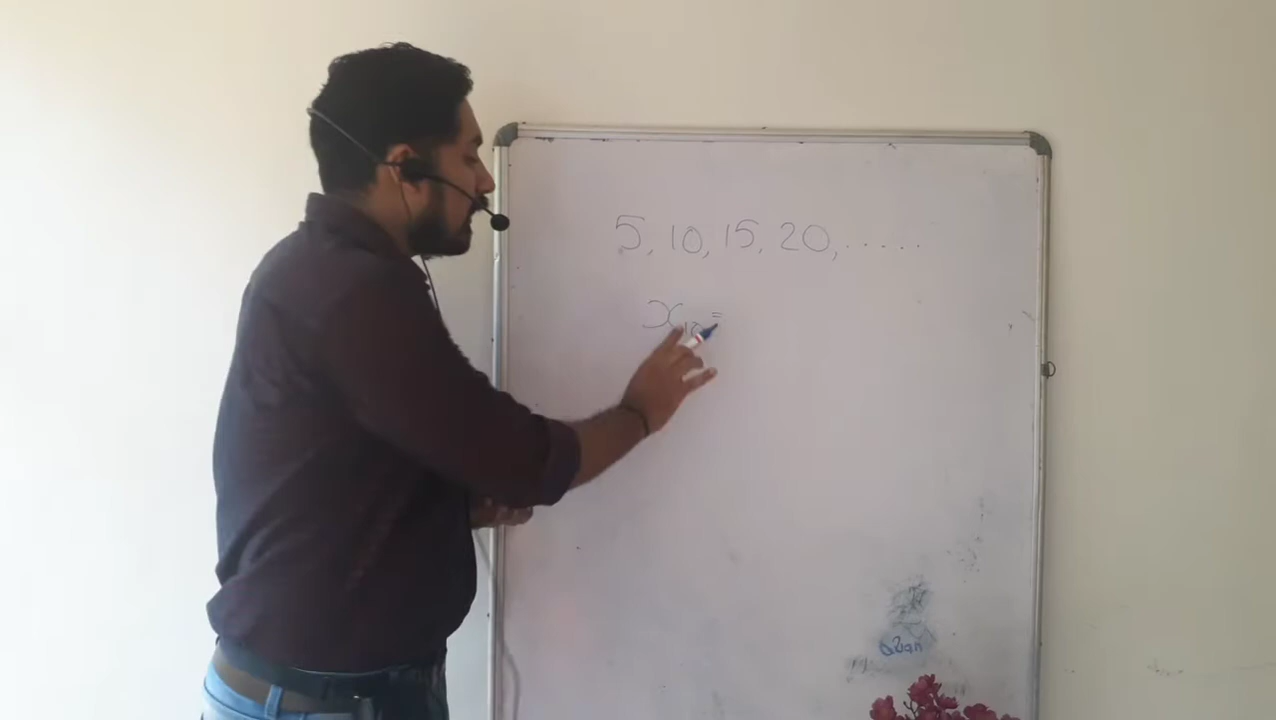 5, 10, 15, 20, .....
x₁₀ =